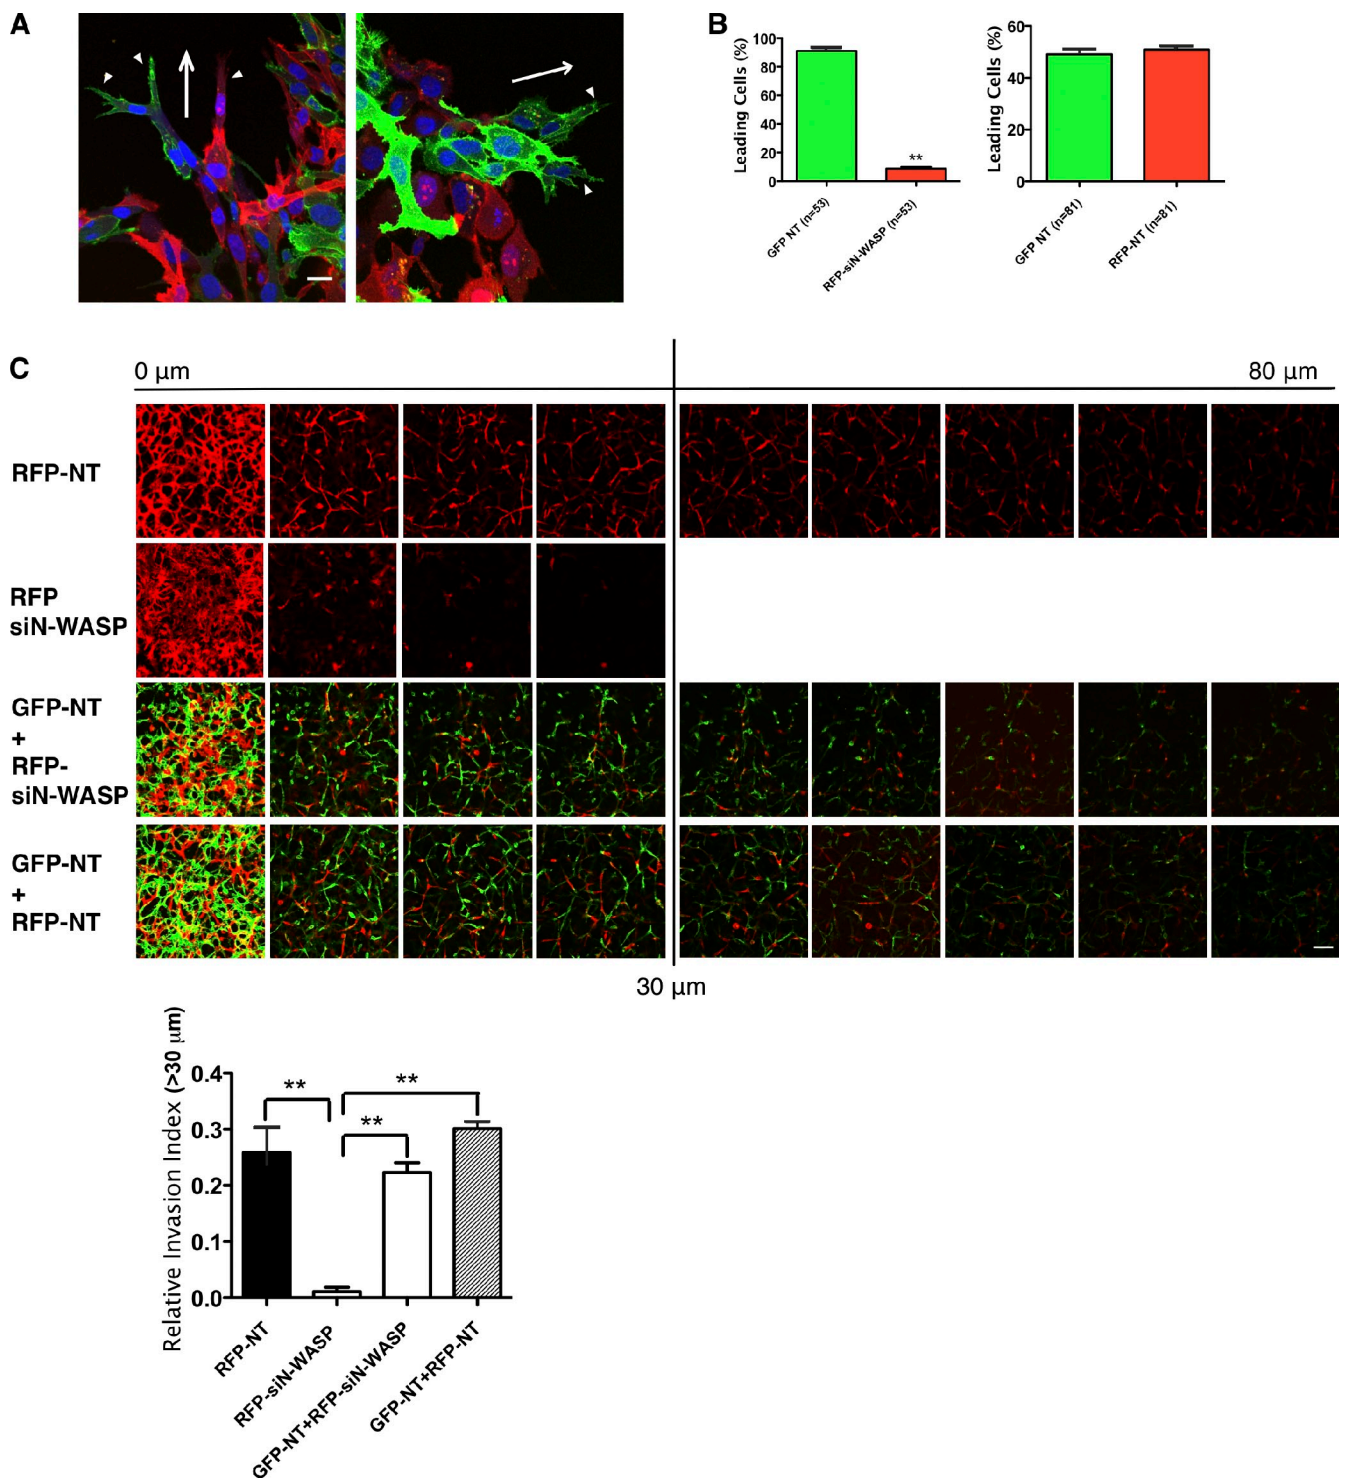 A
B
Leading Cells (%)
100
80
60
40
20
0
**
GFP NT (n=53)
RFP-siN-WASP (n=53)
Leading Cells (%)
60
40
20
0
GFP NT (n=81)
RFP-NT (n=81)
C
0 μm
80 μm
RFP-NT
RFP
siN-WASP
GFP-NT
+
RFP-
siN-WASP
GFP-NT
+
RFP-NT
30 μm
Relative Invasion Index (>30 μm)
0.4
0.3
0.2
0.1
0.0
**
**
**
RFP-NT
RFP-siN-WASP
GFP-NT+RFP-siN-WASP
GFP-NT+RFP-NT